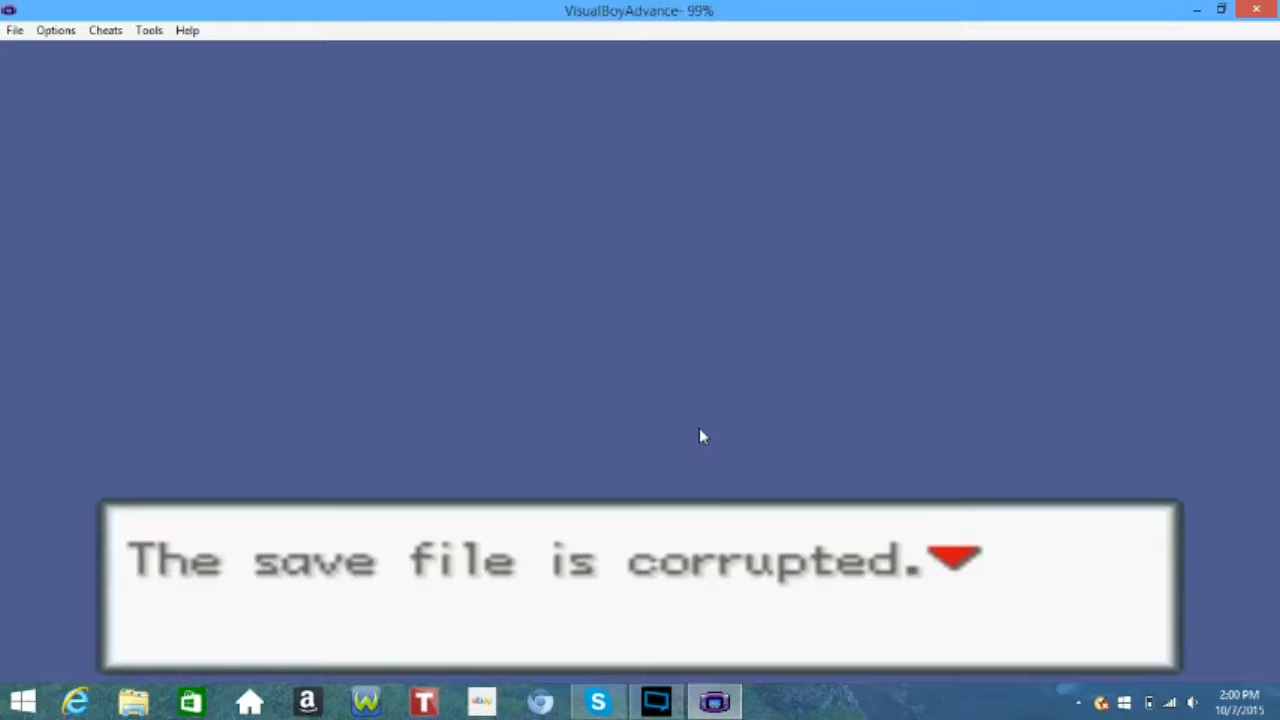 VisualBoyAdvance- 99%
File Options Cheats Tools Help
The save file is corrupted.
2:00 PM
10/7/2015